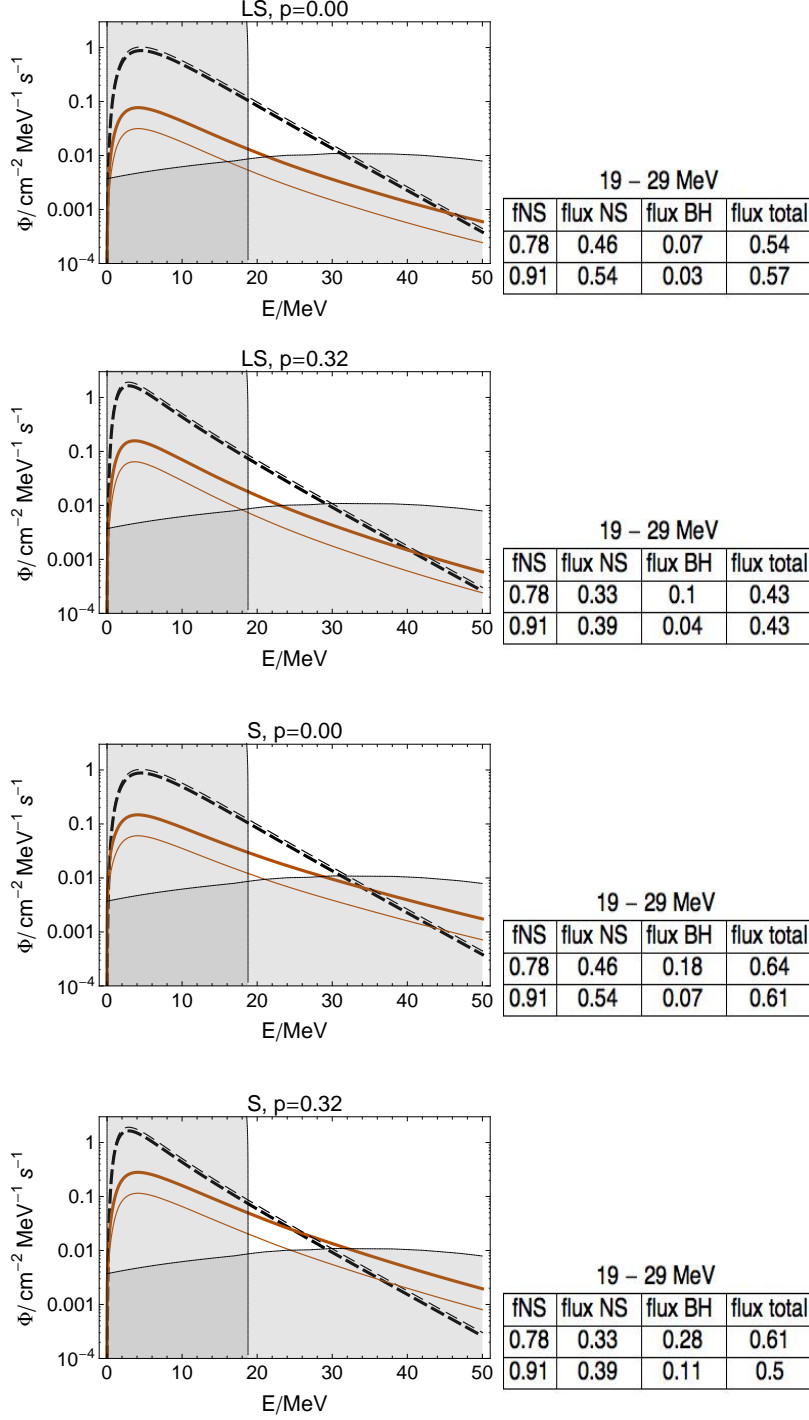 LS, p=0.00
Φ/cm⁻² MeV⁻¹ s⁻¹
1
0.1
0.01
0.001
10⁻⁴
0 10 20 30 40 50
E/MeV
19 – 29 MeV
fNS flux NS flux BH flux total
0.78 0.46 0.07 0.54
0.91 0.54 0.03 0.57
LS, p=0.32
Φ/cm⁻² MeV⁻¹ s⁻¹
1
0.1
0.01
0.001
10⁻⁴
0 10 20 30 40 50
E/MeV
19 – 29 MeV
fNS flux NS flux BH flux total
0.78 0.33 0.1 0.43
0.91 0.39 0.04 0.43
S, p=0.00
Φ/cm⁻² MeV⁻¹ s⁻¹
1
0.1
0.01
0.001
10⁻⁴
0 10 20 30 40 50
E/MeV
19 – 29 MeV
fNS flux NS flux BH flux total
0.78 0.46 0.18 0.64
0.91 0.54 0.07 0.61
S, p=0.32
Φ/cm⁻² MeV⁻¹ s⁻¹
1
0.1
0.01
0.001
10⁻⁴
0 10 20 30 40 50
E/MeV
19 – 29 MeV
fNS flux NS flux BH flux total
0.78 0.33 0.28 0.61
0.91 0.39 0.11 0.5